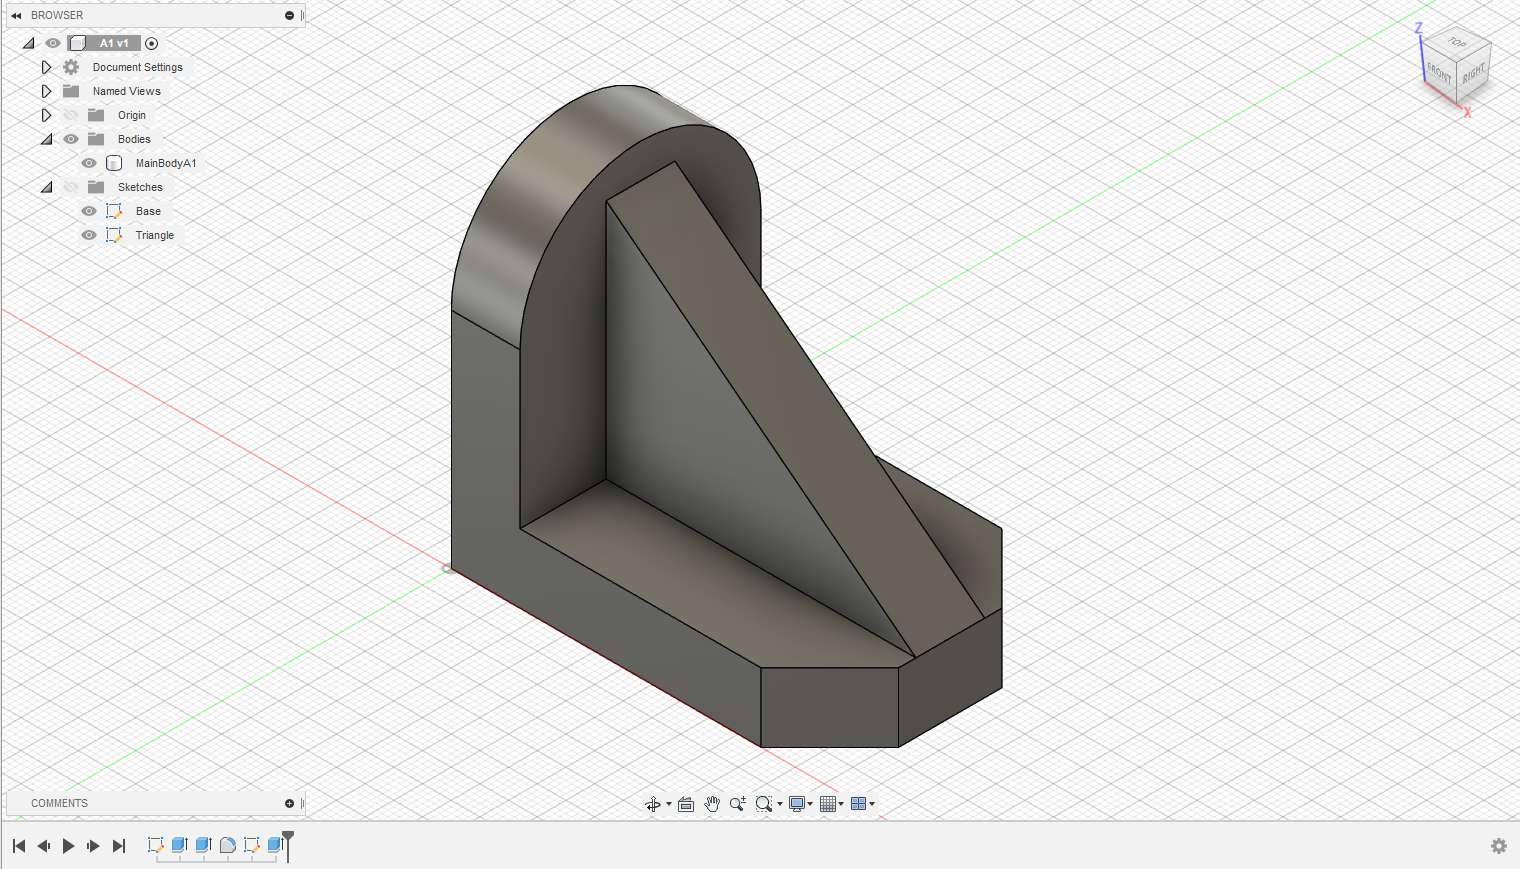 BROWSER
A1 v1
Document Settings
Named Views
Origin
Bodies
MainBodyA1
Sketches
Base
Triangle
Z
TOP
FRONT
RIGHT
X
COMMENTS